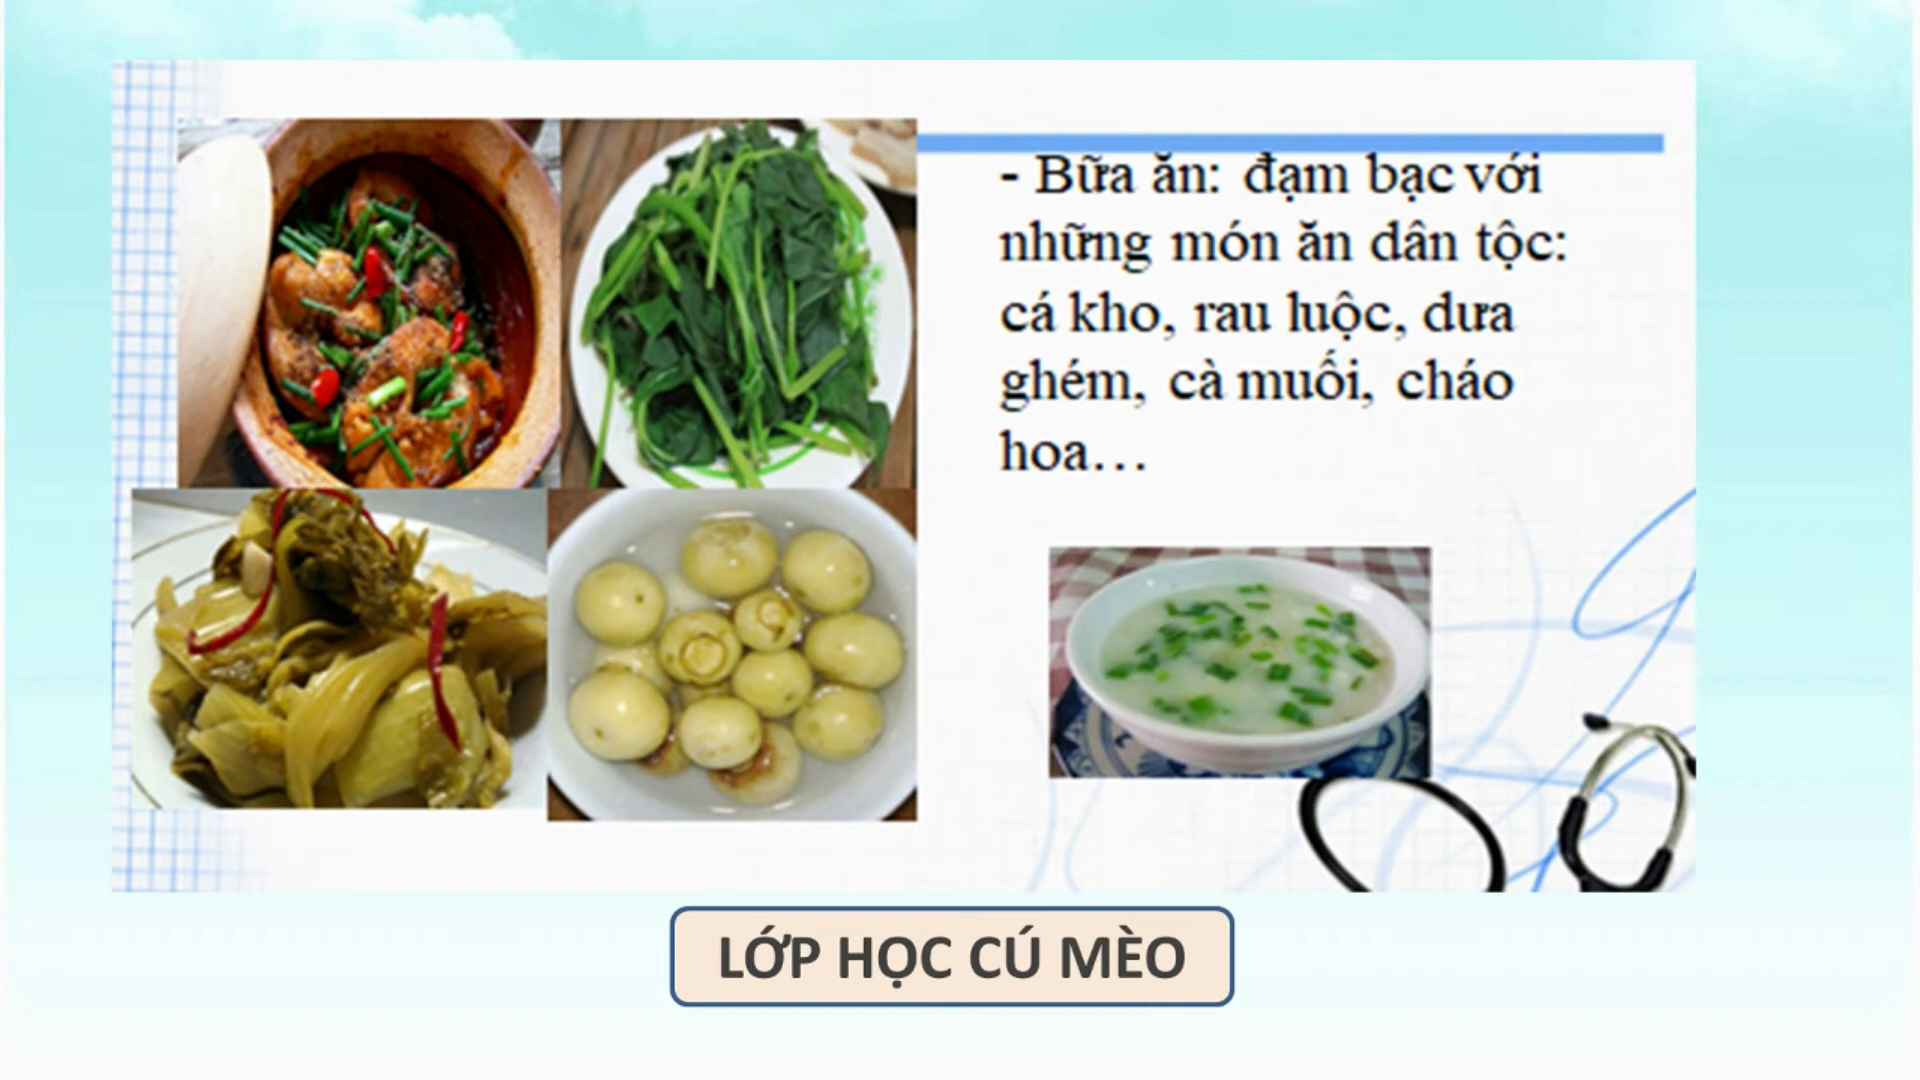 - Bữa ăn: đạm bạc với
những món ăn dân tộc:
cá kho, rau luộc, dưa
ghém, cà muối, cháo
hoa…
LỚP HỌC CÚ MÈO